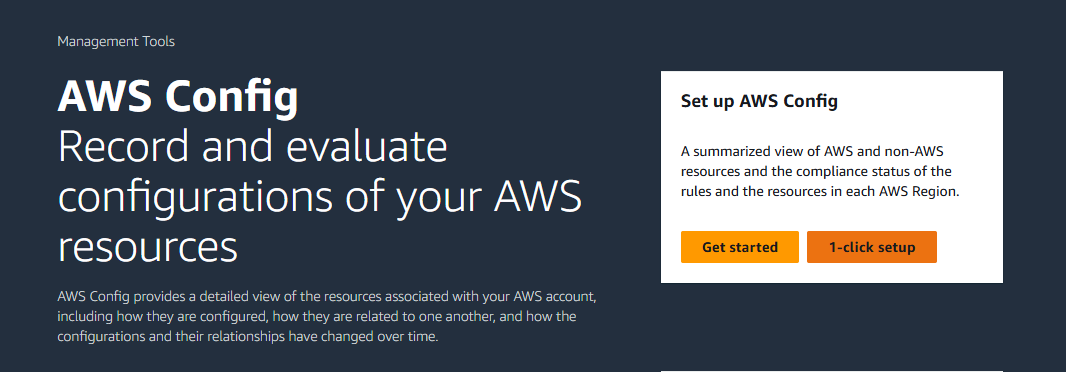 Management Tools
AWS Config
Record and evaluate
configurations of your AWS
resources
AWS Config provides a detailed view of the resources associated with your AWS account,
including how they are configured, how they are related to one another, and how the
configurations and their relationships have changed over time.
Set up AWS Config
A summarized view of AWS and non-AWS
resources and the compliance status of the
rules and the resources in each AWS Region.
Get started
1-click setup